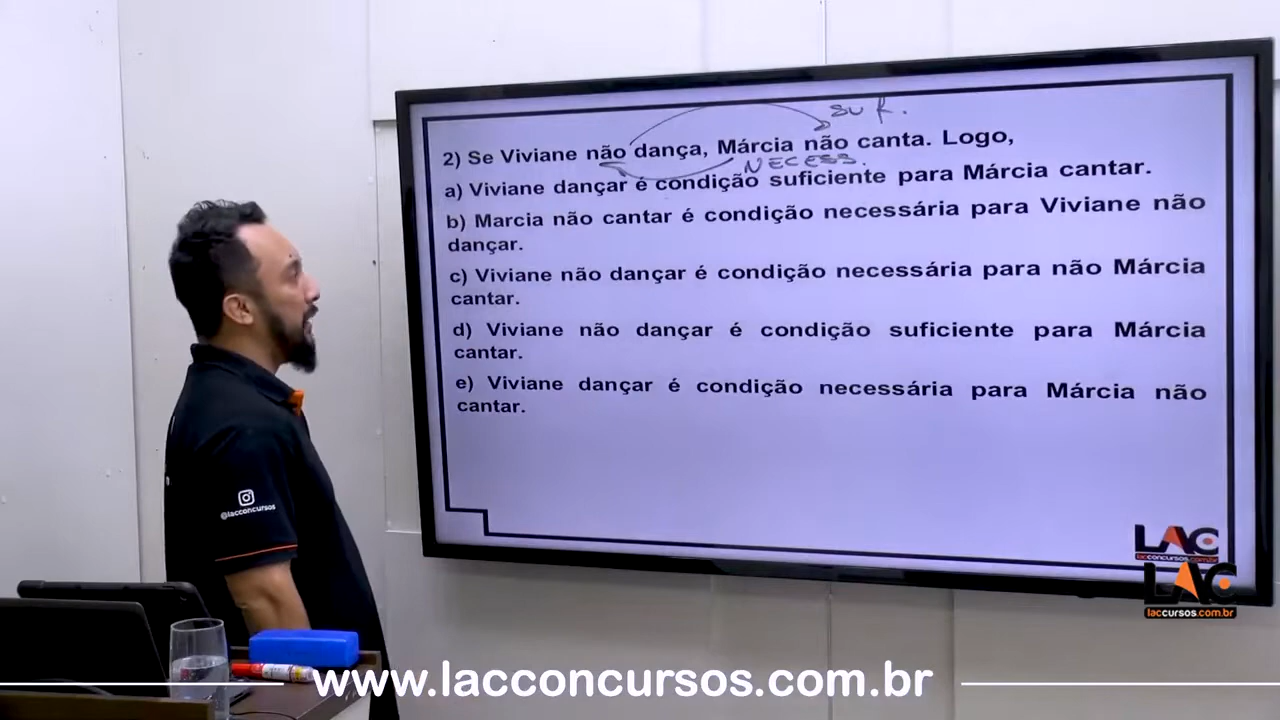 suf.
2) Se Viviane não dança, Márcia não canta. Logo,
NECESS.
a) Viviane dançar é condição suficiente para Márcia cantar.
b) Marcia não cantar é condição necessária para Viviane não
dançar.
c) Viviane não dançar é condição necessária para não Márcia
cantar.
d) Viviane não dançar é condição suficiente para Márcia
cantar.
e) Viviane dançar é condição necessária para Márcia não
cantar.
@lacconcursos
LAC
lacconcursos.com.br
LAC
laccursos.com.br
www.lacconcursos.com.br